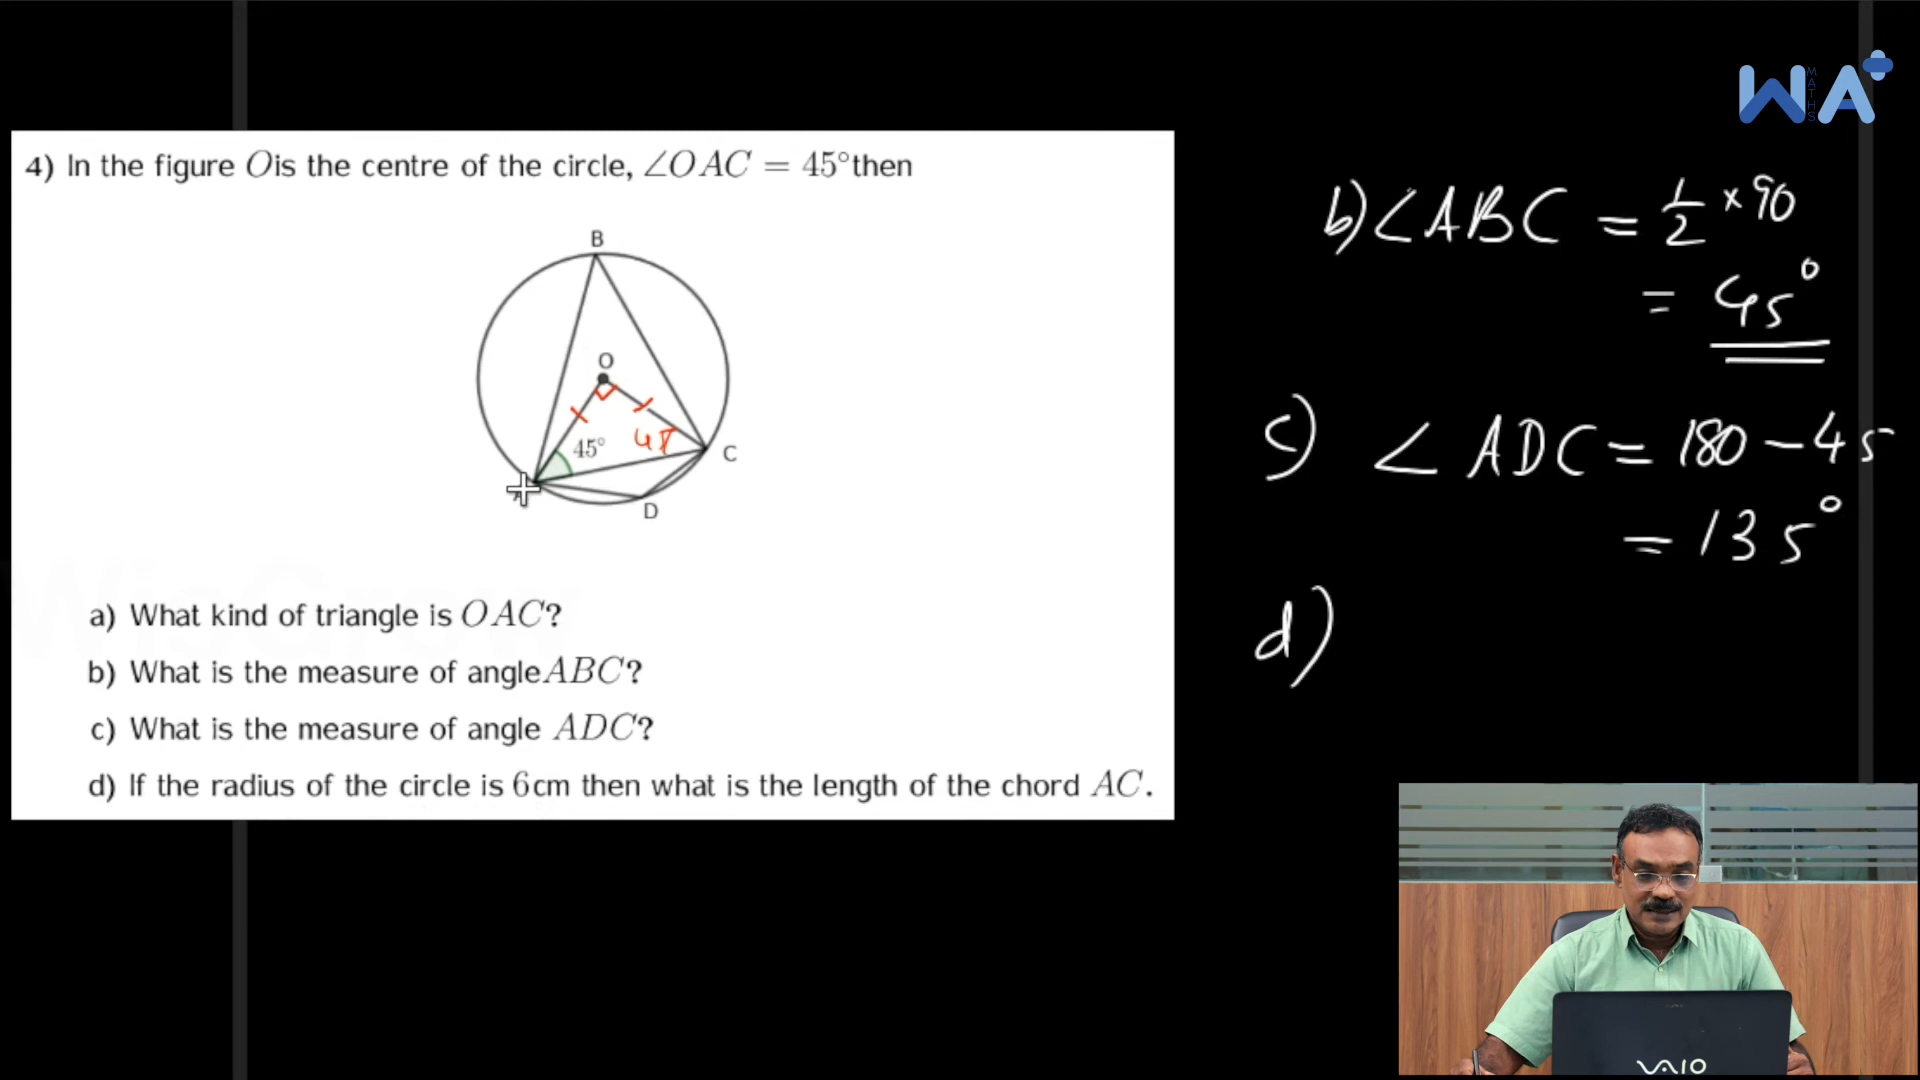 WA+
MATHS
4) In the figure O is the centre of the circle, ∠OAC = 45° then
B
O
45°
45
C
D
a) What kind of triangle is OAC?
b) What is the measure of angle ABC?
c) What is the measure of angle ADC?
d) If the radius of the circle is 6cm then what is the length of the chord AC.
b) ∠ABC = 1/2 × 90
= 45°
c) ∠ADC = 180 - 45
= 135°
d)
VAIO